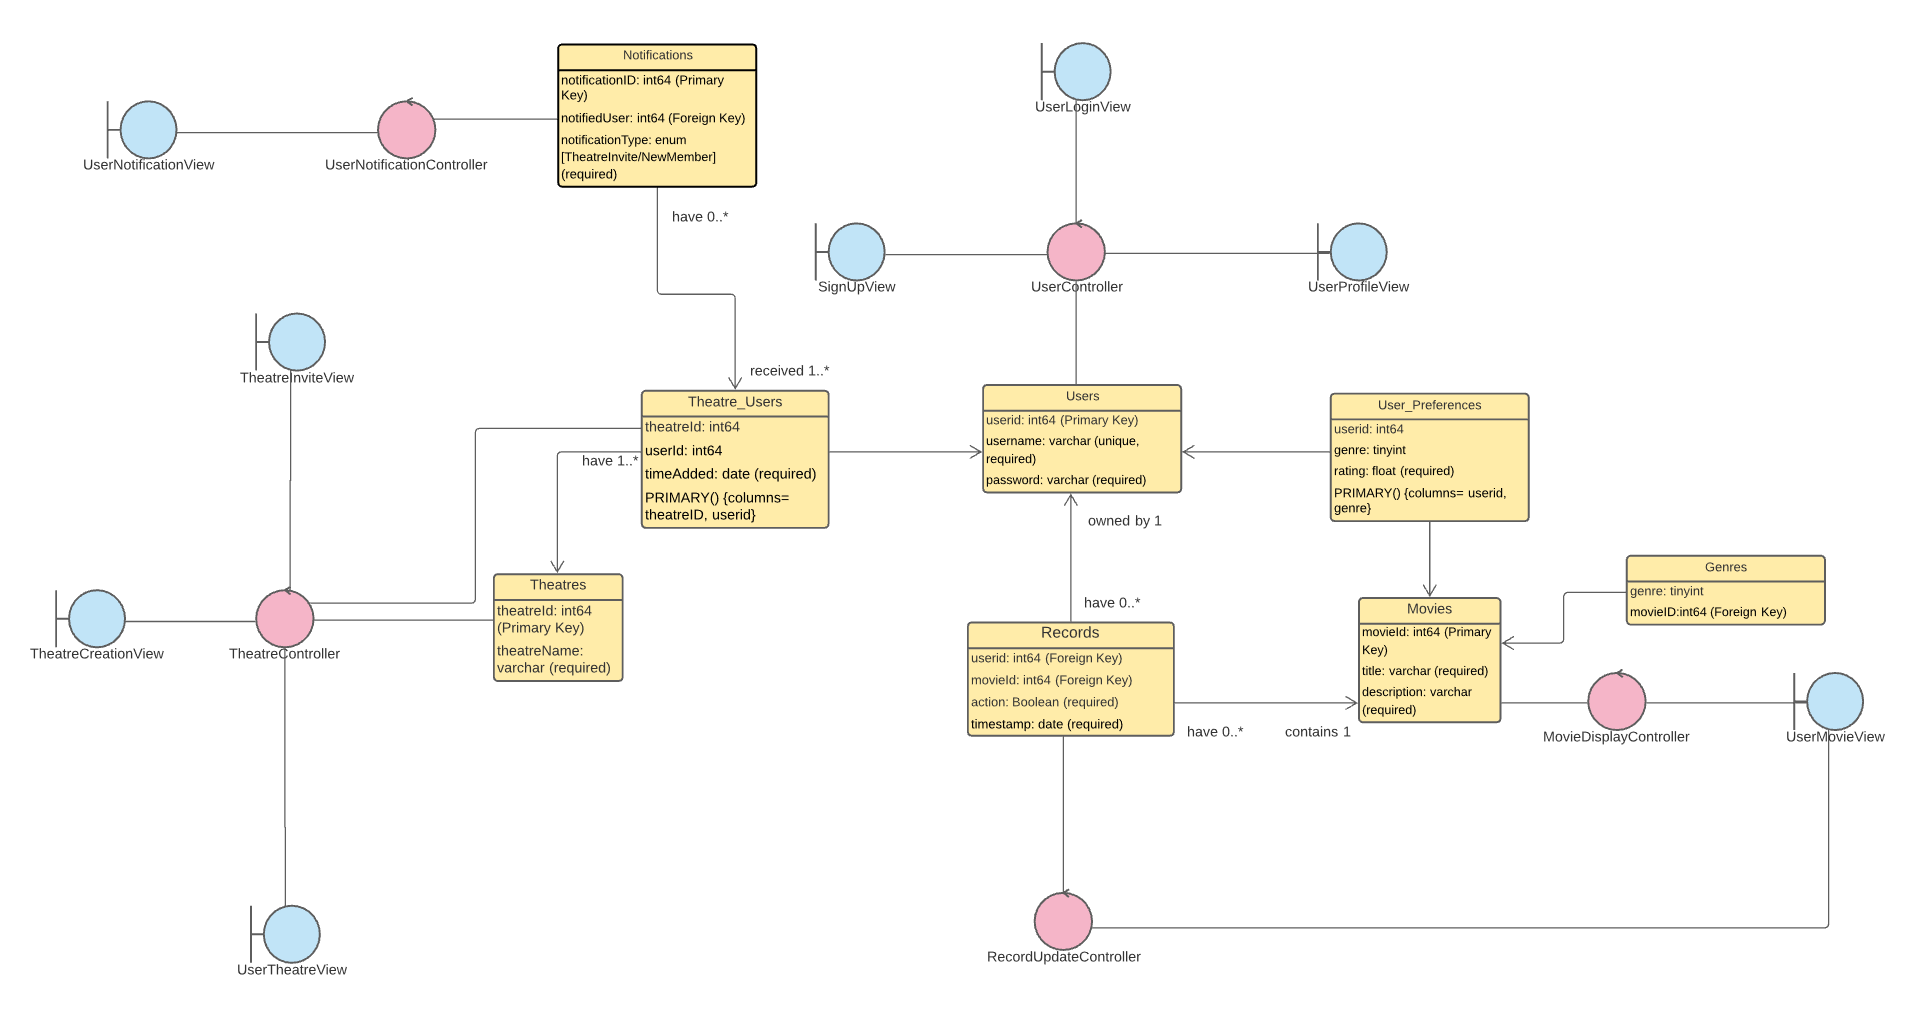 Notifications
notificationID: int64 (Primary
Key)
notifiedUser: int64 (Foreign Key)
notificationType: enum
[TheatreInvite/NewMember]
(required)
UserNotificationView
UserNotificationController
UserLoginView
have 0..*
SignUpView
UserController
UserProfileView
TheatreInviteView
received 1..*
Theatre_Users
theatreId: int64
userId: int64
timeAdded: date (required)
PRIMARY() {columns=
theatreID, userid}
have 1..*
Users
userid: int64 (Primary Key)
username: varchar (unique,
required)
password: varchar (required)
User_Preferences
userid: int64
genre: tinyint
rating: float (required)
PRIMARY() {columns= userid,
genre}
owned by 1
have 0..*
Genres
genre: tinyint
movieID:int64 (Foreign Key)
Theatres
theatreId: int64
(Primary Key)
theatreName:
varchar (required)
TheatreCreationView
TheatreController
Records
userid: int64 (Foreign Key)
movieId: int64 (Foreign Key)
action: Boolean (required)
timestamp: date (required)
Movies
movieId: int64 (Primary
Key)
title: varchar (required)
description: varchar
(required)
have 0..*
contains 1
MovieDisplayController
UserMovieView
RecordUpdateController
UserTheatreView